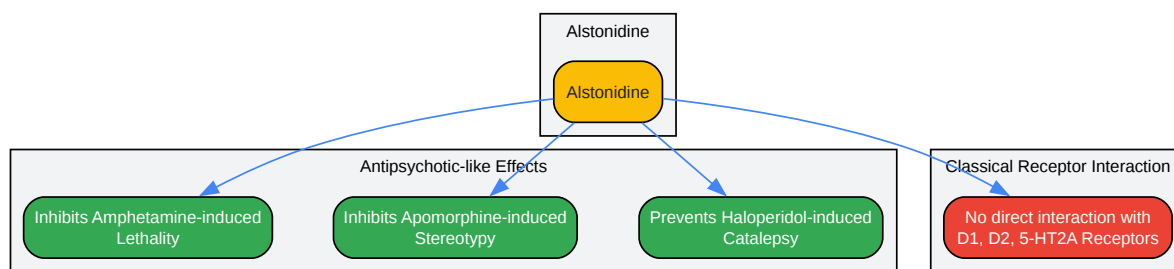 Alstonidine
Alstonidine
Antipsychotic-like Effects
Classical Receptor Interaction
Inhibits Amphetamine-induced
Lethality
Inhibits Apomorphine-induced
Stereotypy
Prevents Haloperidol-induced
Catalepsy
No direct interaction with
D1, D2, 5-HT2A Receptors